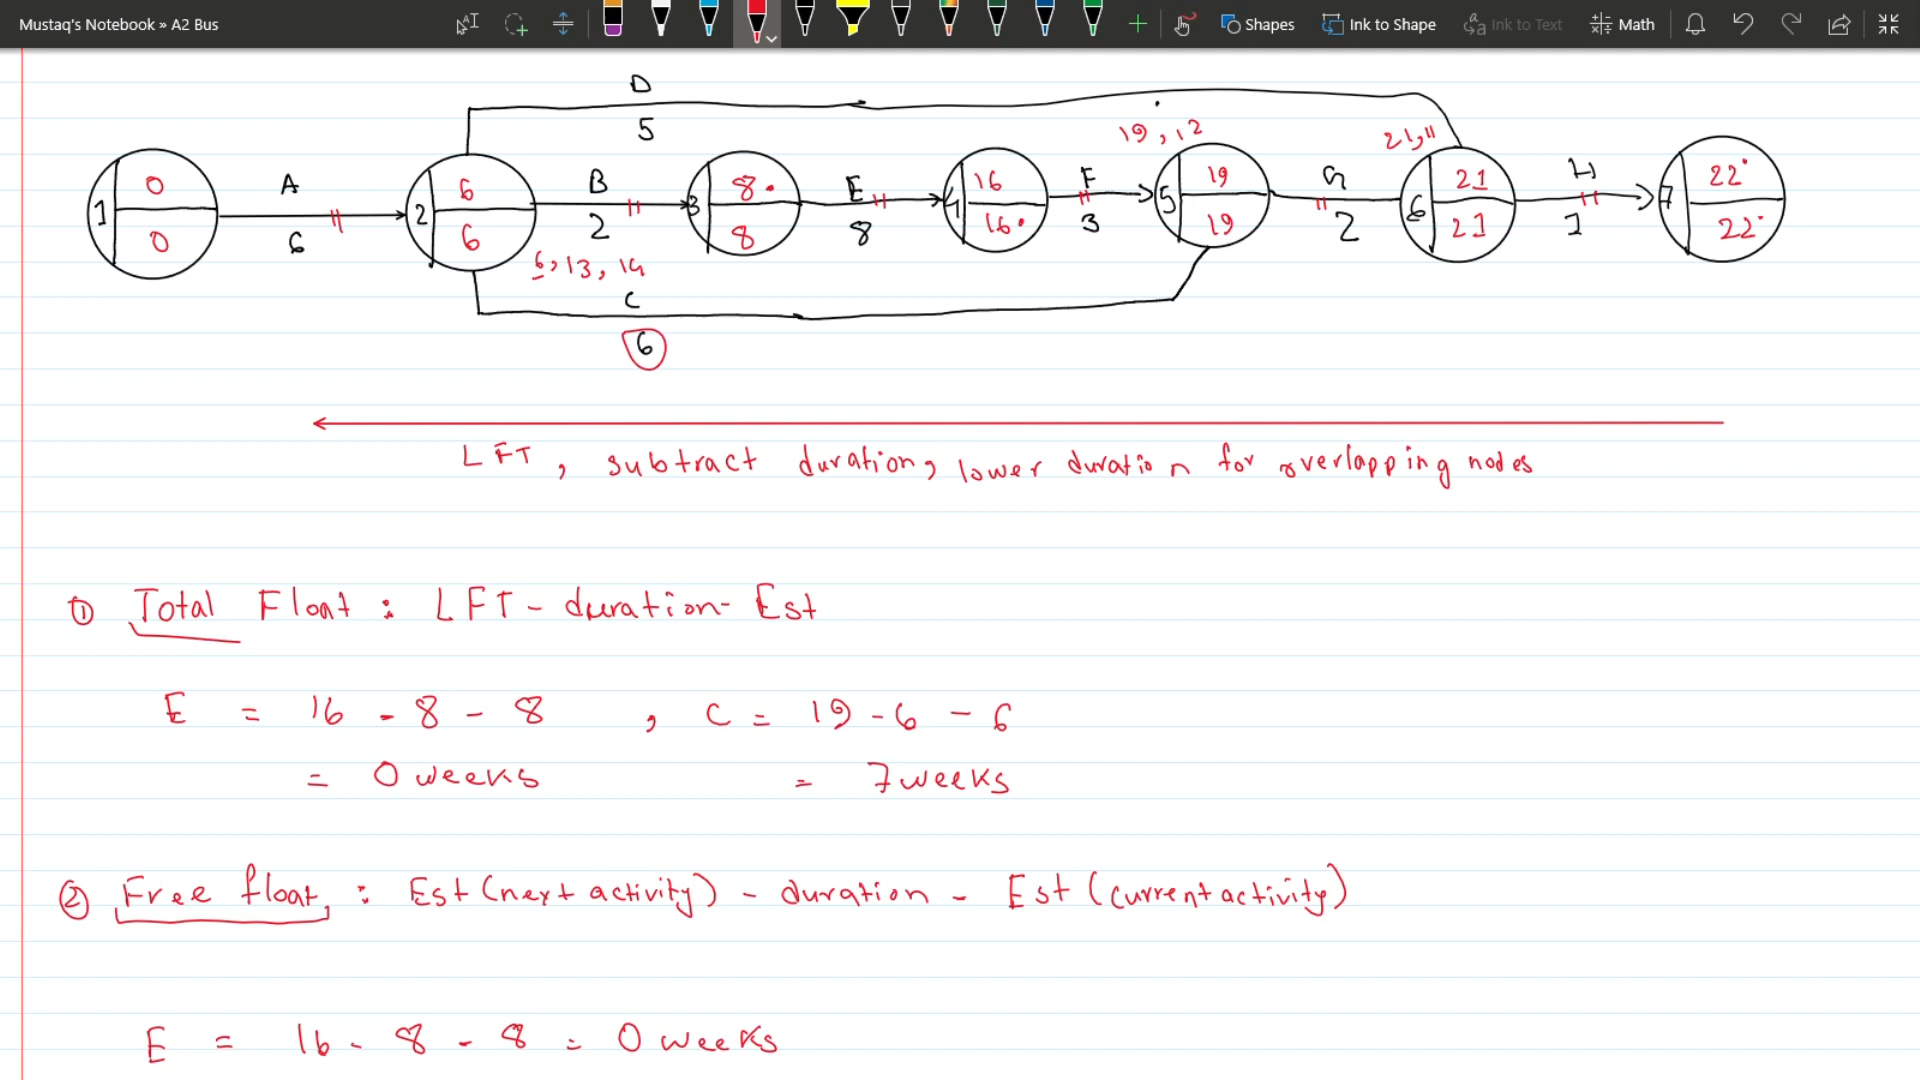 Mustaq's Notebook » A2 Bus
Shapes Ink to Shape Ink to Text Math
D
5
19, 12 21, 11
1 0 0 A 6 2 6 6 B 2 3 8 8 E 8 4 16 16 F 3 5 19 19 G 2 6 21 21 H 1 7 22 22
6, 13, 14
C
6
LFT, subtract duration, lower duration for overlapping nodes
① Total Float : LFT - duration - Est
E = 16 - 8 - 8 , C = 19 - 6 - 6
= 0 weeks = 7 weeks
② Free float : Est (next activity) - duration - Est (current activity)
E = 16 - 8 - 8 = 0 weeks